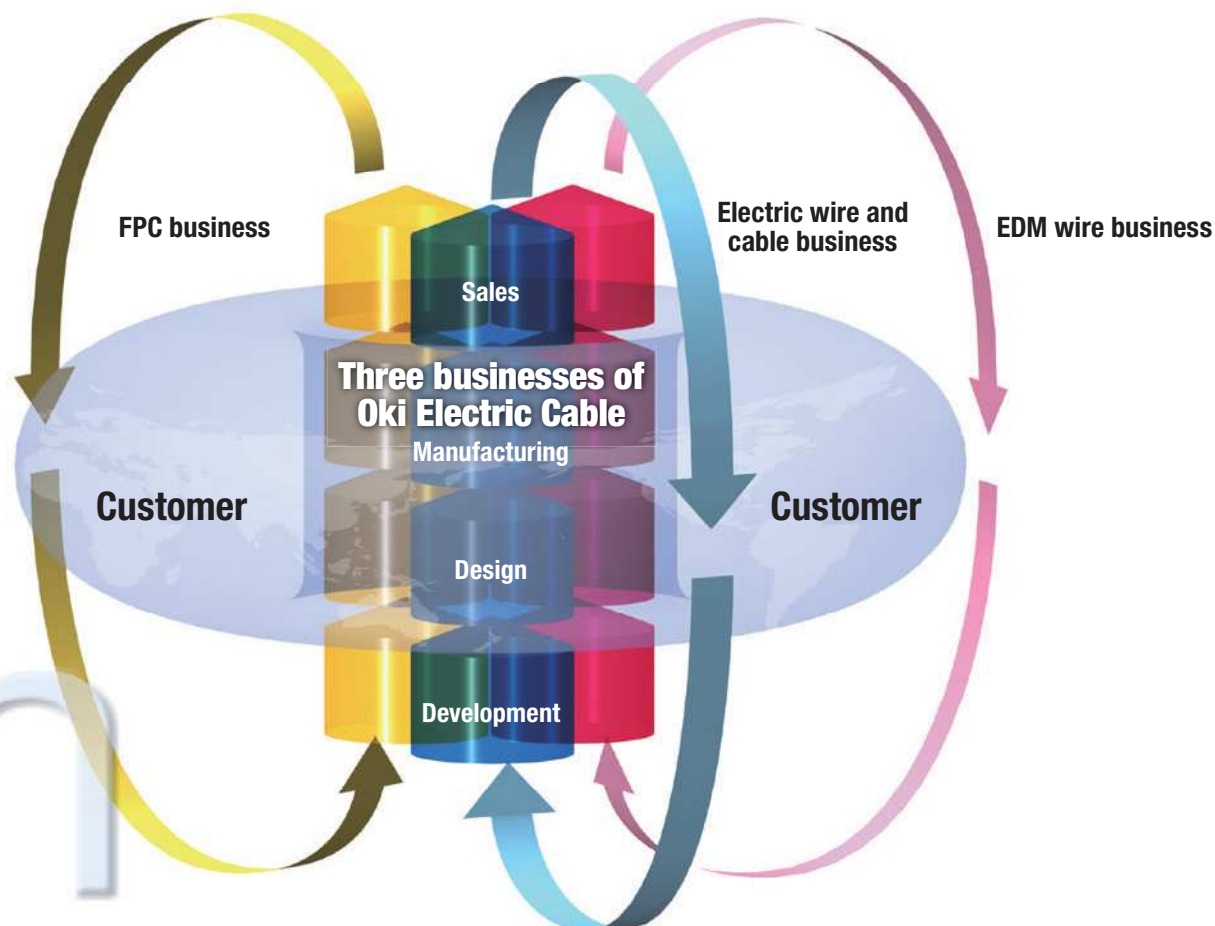 FPC business
Electric wire and
cable business
EDM wire business
Sales
Three businesses of
Oki Electric Cable
Manufacturing
Customer
Customer
Design
Development
n